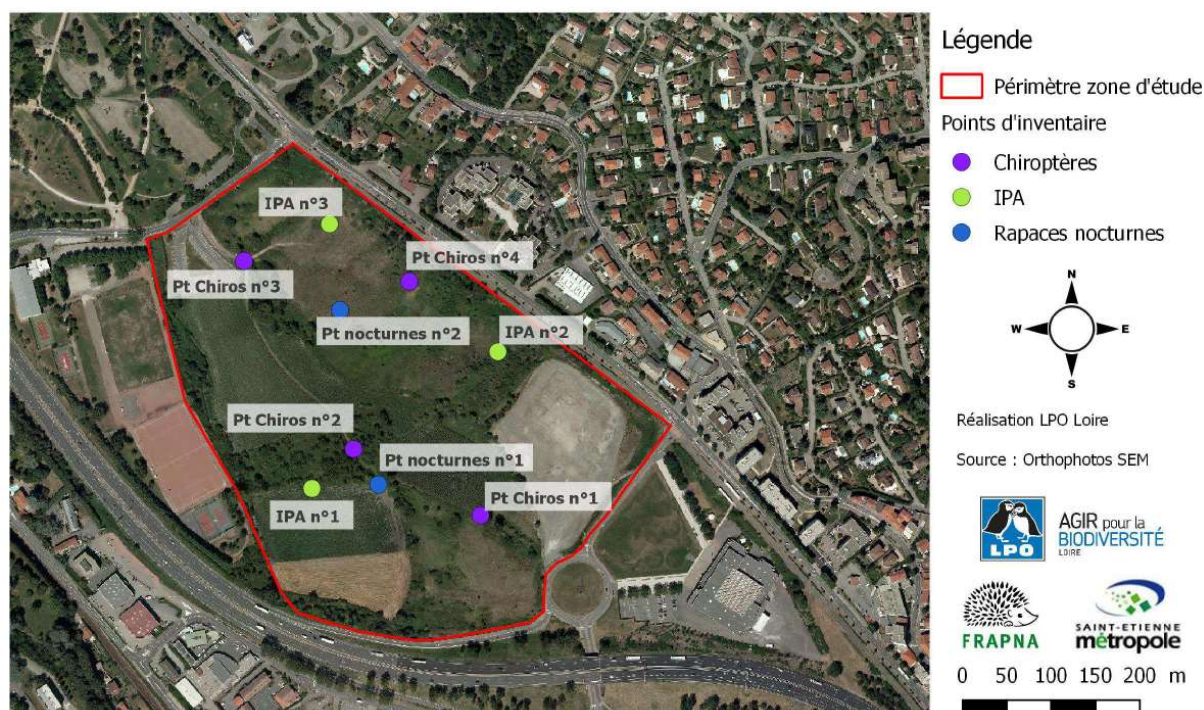 IPA n°3
Pt Chiros n°4
Pt Chiros n°3
Pt nocturnes n°2
IPA n°2
Pt Chiros n°2
Pt nocturnes n°1
Pt Chiros n°1
IPA n°1
Légende
Périmètre zone d'étude
Points d'inventaire
Chiroptères
IPA
Rapaces nocturnes
N
W
E
S
Réalisation LPO Loire
Source : Orthophotos SEM
LPO
AGIR pour la
BIODIVERSITÉ
LOIRE
FRAPNA
SAINT-ETIENNE
métropole
0 50 100 150 200 m